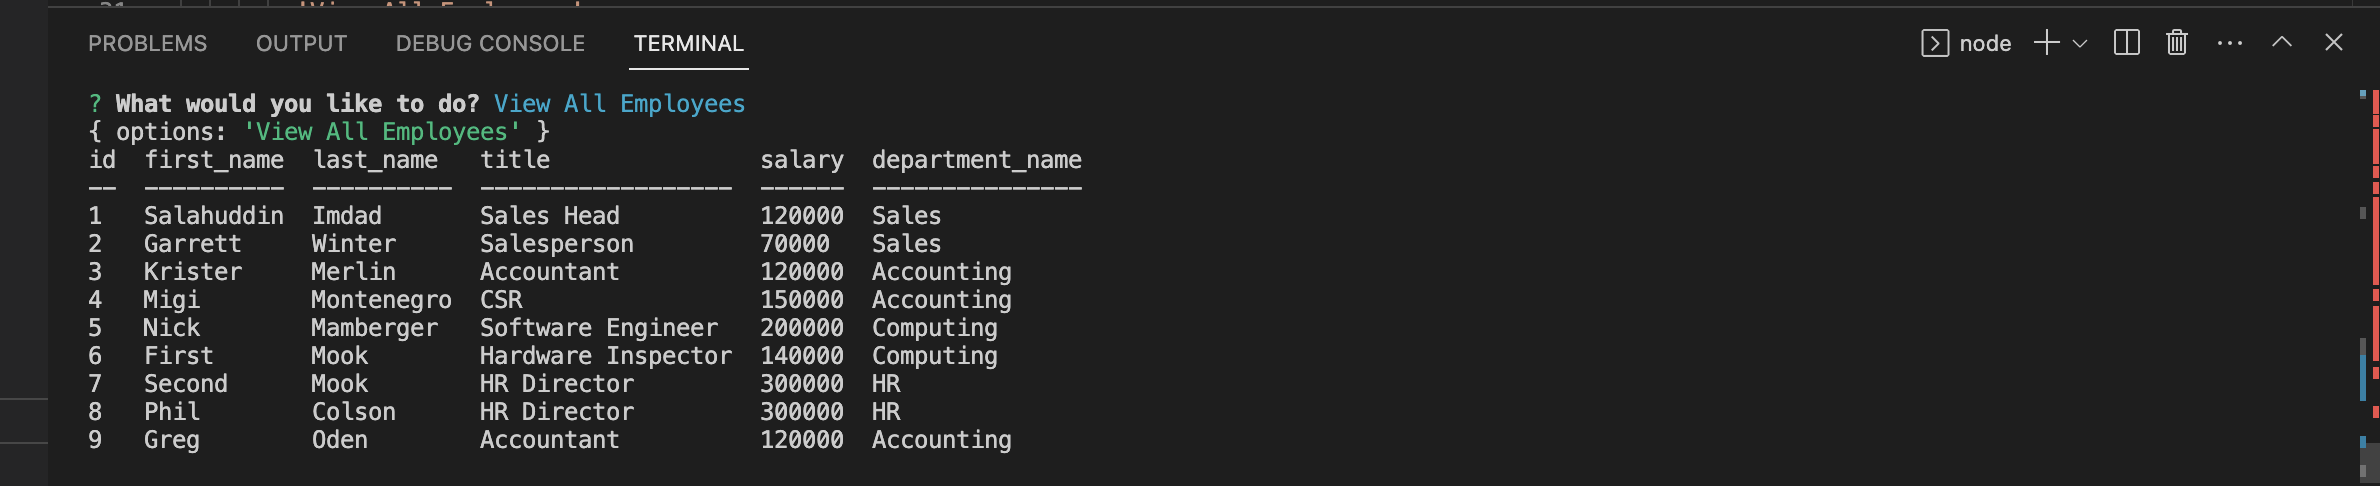 31 'View All Employees'
PROBLEMS OUTPUT DEBUG CONSOLE TERMINAL node
? What would you like to do? View All Employees
{ options: 'View All Employees' }
id first_name last_name title salary department_name
-- ---------- ---------- ------------------ ------ ---------------
1 Salahuddin Imdad Sales Head 120000 Sales
2 Garrett Winter Salesperson 70000 Sales
3 Krister Merlin Accountant 120000 Accounting
4 Migi Montenegro CSR 150000 Accounting
5 Nick Mamberger Software Engineer 200000 Computing
6 First Mook Hardware Inspector 140000 Computing
7 Second Mook HR Director 300000 HR
8 Phil Colson HR Director 300000 HR
9 Greg Oden Accountant 120000 Accounting